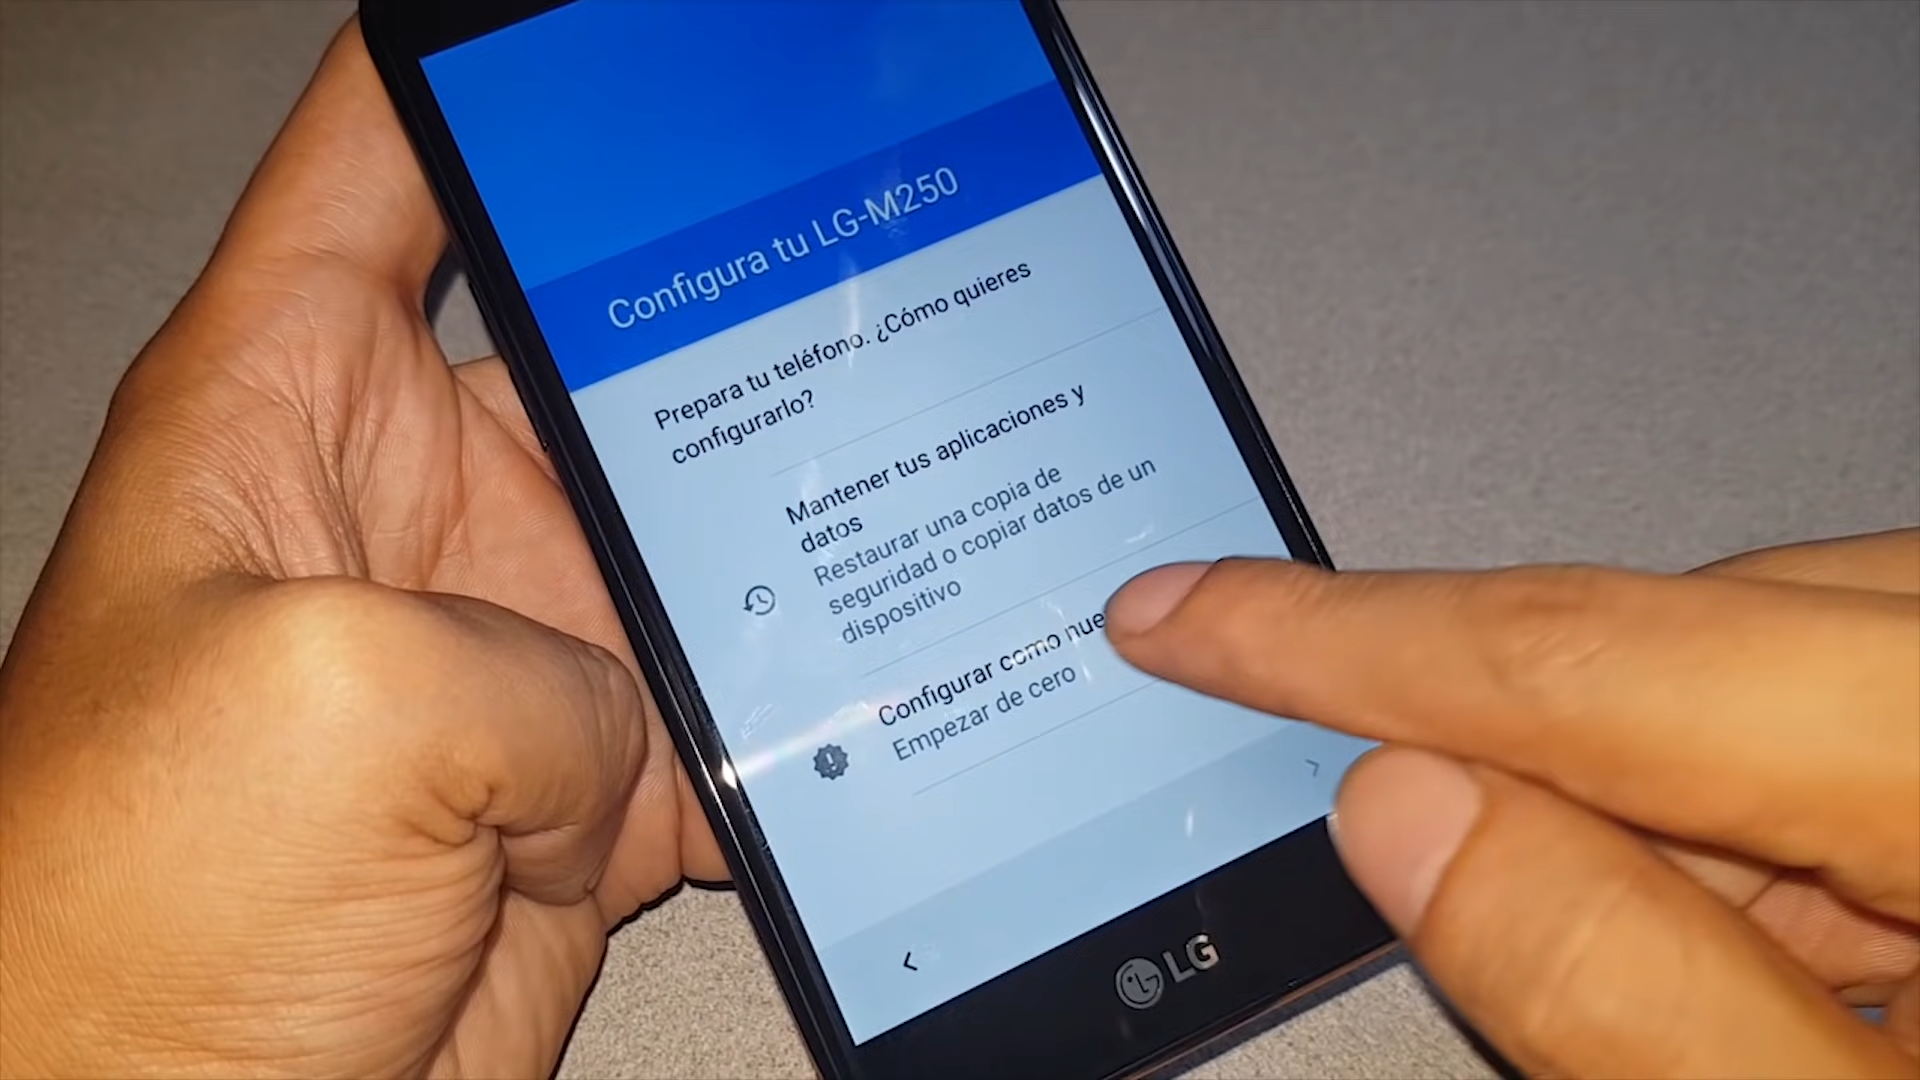 Configura tu LG-M250
Prepara tu teléfono. ¿Cómo quieres
configurarlo?
Mantener tus aplicaciones y
datos
Restaurar una copia de
seguridad o copiar datos de un
dispositivo
Configurar como nue
Empezar de cero
LG